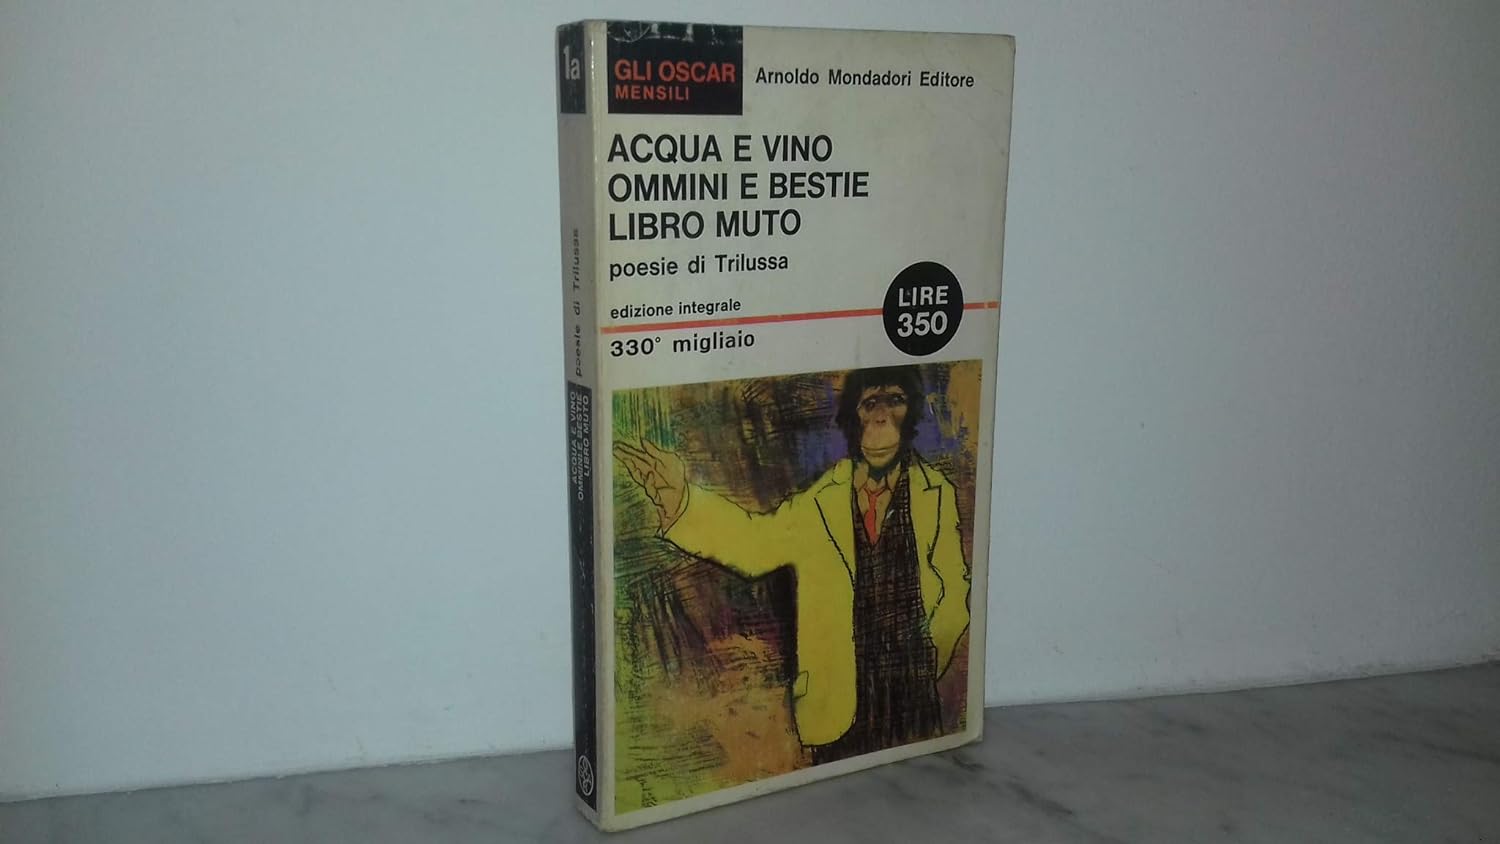 1a
GLI OSCAR
MENSILI
Arnoldo Mondadori Editore
ACQUA E VINO
OMMINI E BESTIE
LIBRO MUTO
poesie di Trilussa
edizione integrale
LIRE
350
330° migliaio
poesie di Trilussa
ACQUA E VINO
OMMINI E BESTIE
LIBRO MUTO